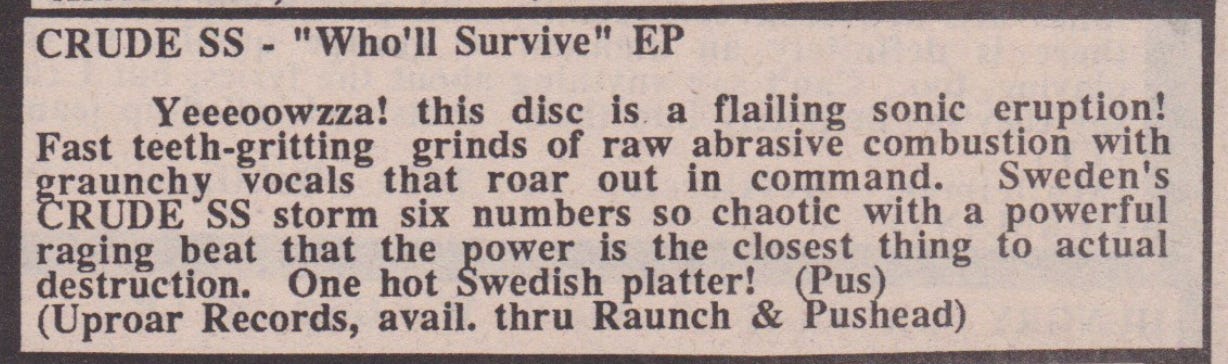 CRUDE SS - "Who'll Survive" EP
Yeeeoowzza! this disc is a flailing sonic eruption!
Fast teeth-gritting grinds of raw abrasive combustion with
graunchy vocals that roar out in command. Sweden's
CRUDE SS storm six numbers so chaotic with a powerful
raging beat that the power is the closest thing to actual
destruction. One hot Swedish platter! (Pus)
(Uproar Records, avail. thru Raunch & Pushead)